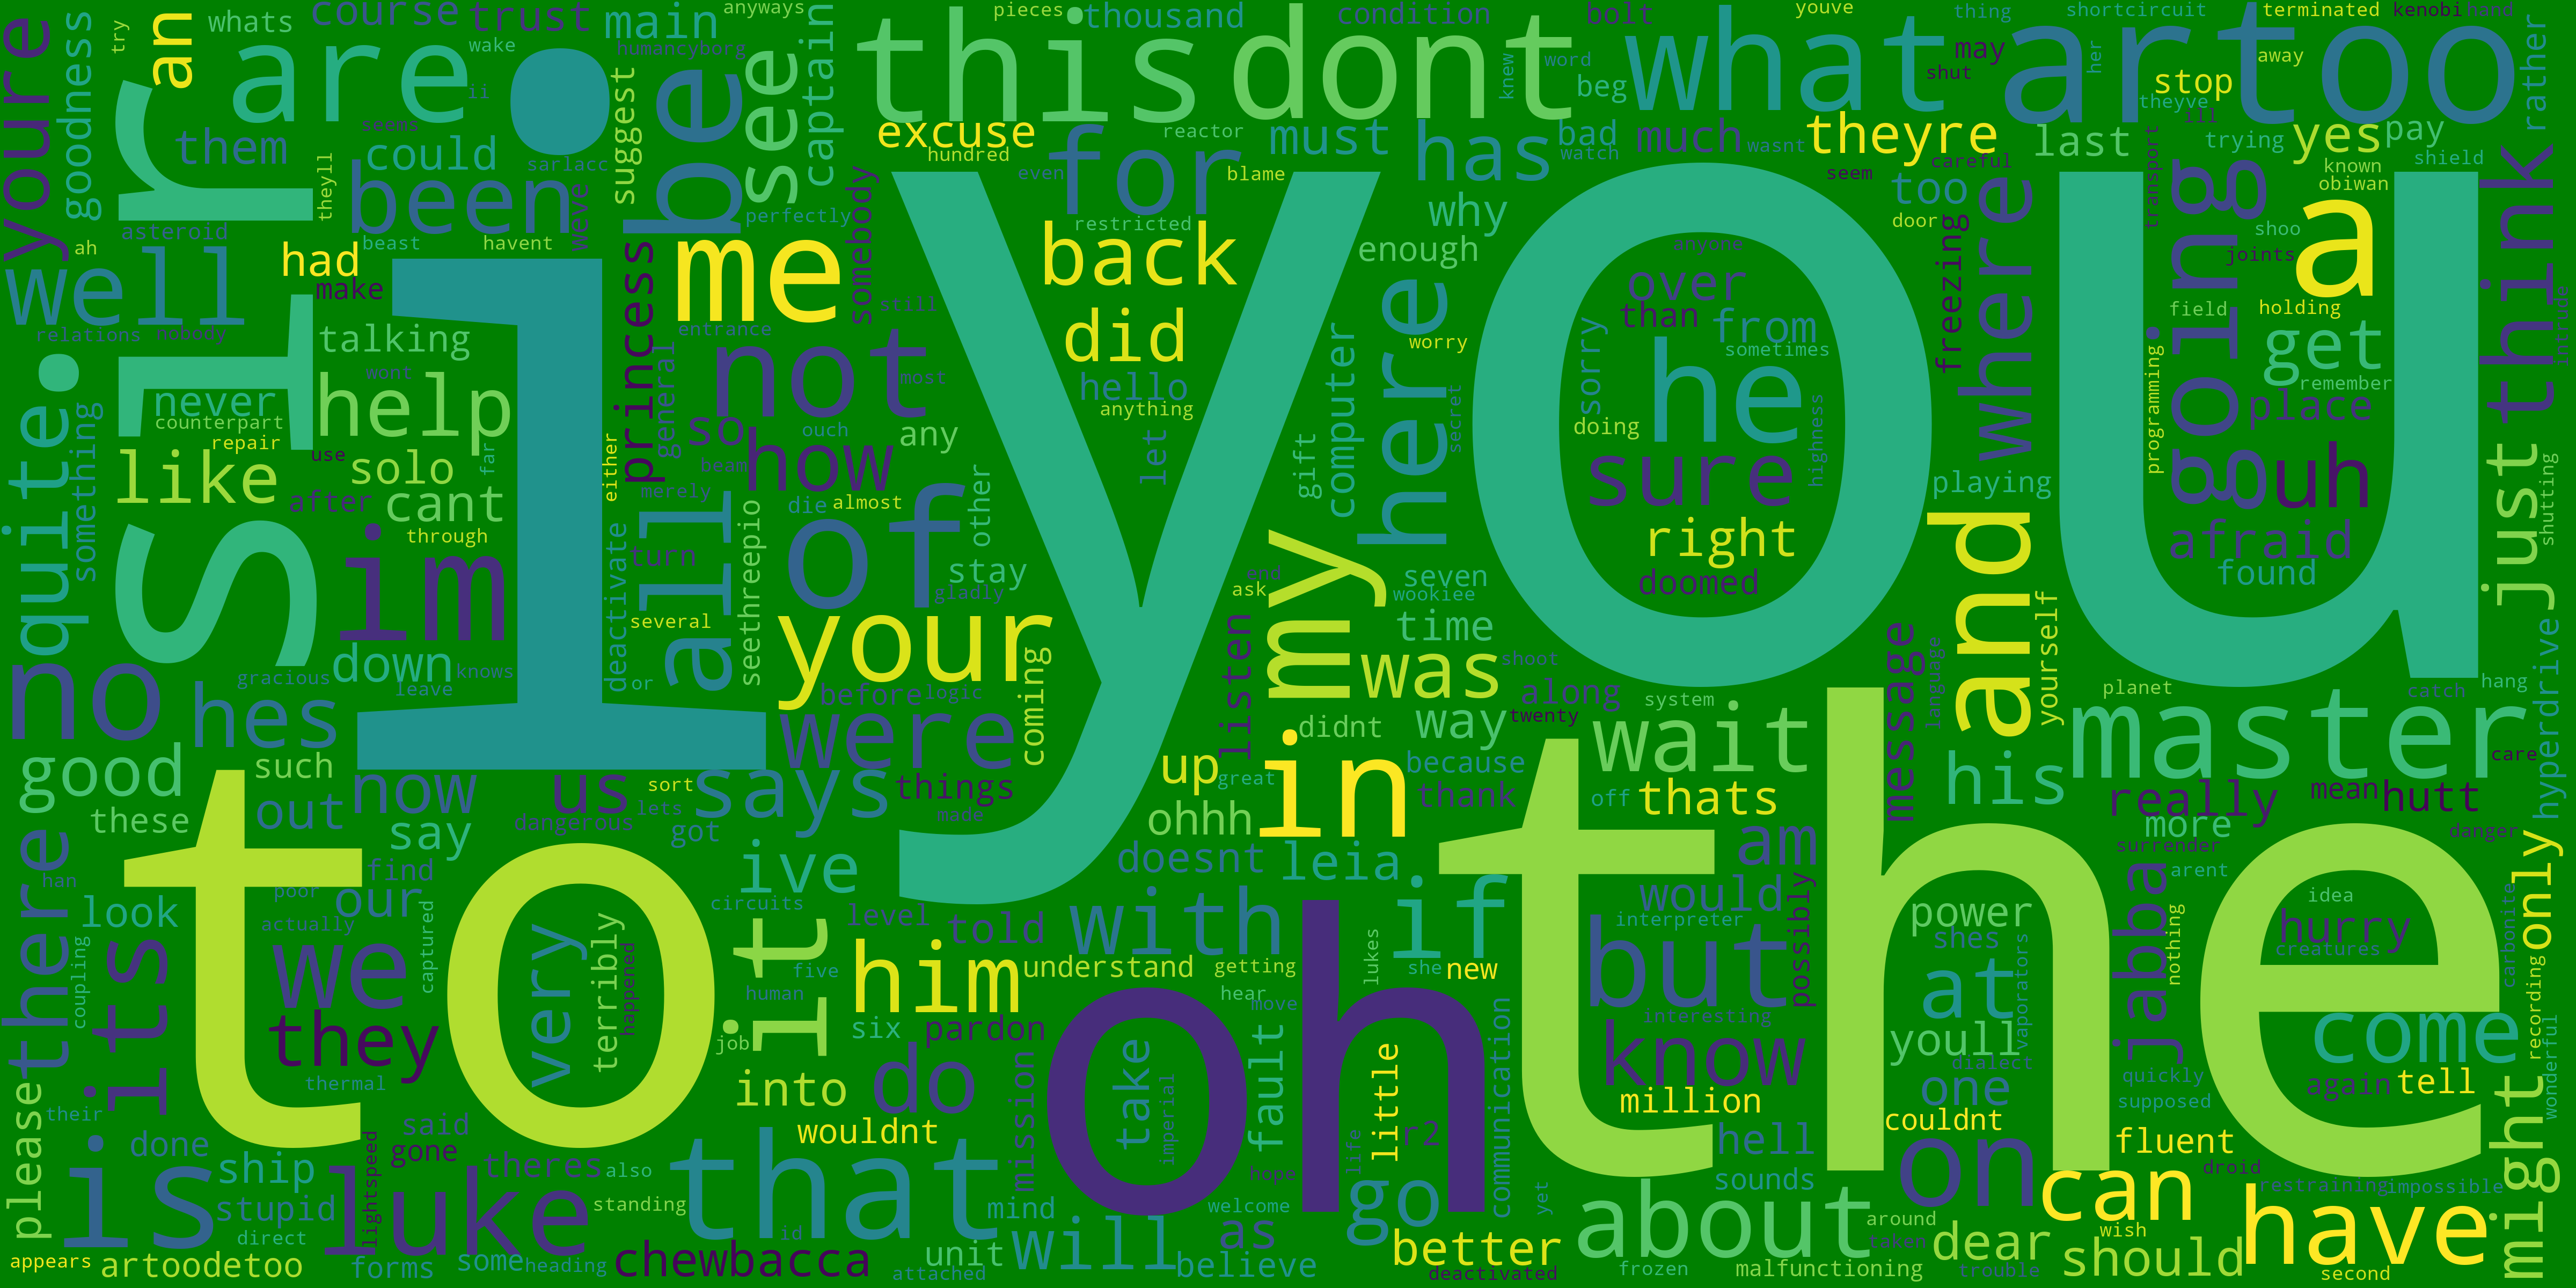 you
the
i
to
oh
sir
artoo
this
dont
what
are
be
see
me
for
has
back
did
not
how
of
your
all
so
my
here
he
sure
right
doomed
over
than
from
sometimes
anyone
doing
highness
where
going
a
uh
afraid
found
get
place
think
just
and
master
wait
in
was
were
says
us
now
no
hes
good
well
youre
goodness
an
whats
course
trust
main
anyways
captain
pieces
thousand
condition
bolt
youve
thing
shortcircuit
terminated
kenobi
hand
try
wake
humancyborg
ii
them
seems
could
been
sarlacc
suggest
weve
theyll
asteroid
ah
had
beast
havent
make
relations
nobody
perfectly
somebody
princess
excuse
hundred
reactor
even
blame
must
bad
watch
beg
word
knew
much
wasnt
theyre
careful
seem
may
shut
her
stop
theyve
ill
away
last
trying
yes
pay
rather
known
shield
obiwan
too
door
transport
shoo
joints
field
holding
why
restricted
enough
freezing
remember
programming
intrude
still
entrance
general
most
talking
wont
help
never
counterpart
repair
use
like
solo
far
after
cant
through
quite
something
im
either
deactivate
merely
beam
ouch
any
die
almost
turn
seethreepio
other
stay
gladly
several
hello
anything
let
gift
computer
worry
secret
sorry
playing
shutting
down
knows
gracious
leave
or
before
logic
coming
listen
end
ask
seven
wookiee
time
shoot
along
didnt
way
twenty
system
message
language
yourself
planet
catch
hang
hyperdrive
care
such
these
out
say
sort
lets
got
dangerous
things
made
up
great
because
thank
ohhh
off
thats
his
really
mean
hutt
more
danger
surrender
arent
there
han
find
our
poor
look
actually
its
we
coupling
captured
they
thermal
very
terribly
happened
ive
circuits
it
level
told
five
human
him
job
six
pardon
understand
with
getting
hear
move
doesnt
leia
if
lukes
she
new
would
am
interpreter
but
possibly
interesting
know
million
power
shes
at
vaporators
youll
dialect
one
couldnt
jabba
nothing
quickly
supposed
idea
hurry
creatures
come
again
tell
carbonite
recording
only
wonderful
might
please
their
is
done
said
gone
ship
stupid
direct
appears
artoodetoo
forms
luke
lightspeed
theres
also
standing
some
heading
chewbacca
that
id
into
do
wouldnt
mission
mind
unit
attached
will
believe
welcome
as
take
imperial
hope
fault
life
little
r2
go
communication
yet
better
deactivated
hell
sounds
about
frozen
malfunctioning
on
around
taken
dear
trouble
can
wish
should
fluent
droid
restraining
impossible
have
second